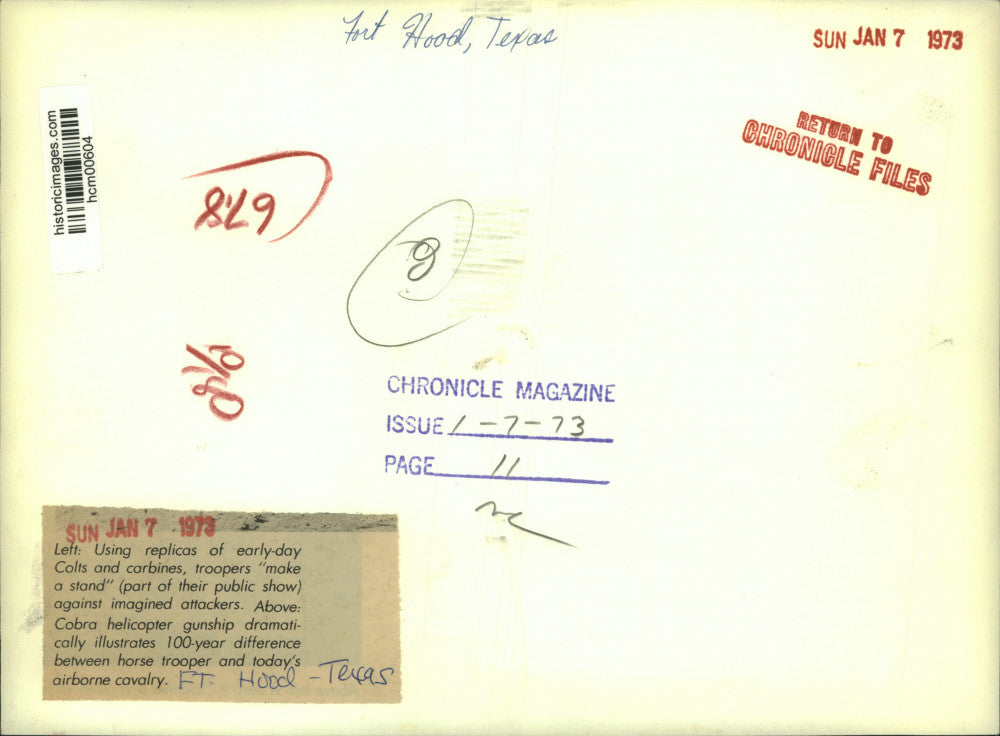 Fort Hood, Texas
SUN JAN 7 1973
RETURN TO
CHRONICLE FILES
historicimages.com
hcm00604
8
CHRONICLE MAGAZINE
ISSUE 1-7-73
PAGE 11
SUN JAN 7 1973
Left: Using replicas of early-day
Colts and carbines, troopers "make
a stand" (part of their public show)
against imagined attackers. Above:
Cobra helicopter gunship dramati-
cally illustrates 100-year difference
between horse trooper and today's
airborne cavalry. FT. Hood - Texas